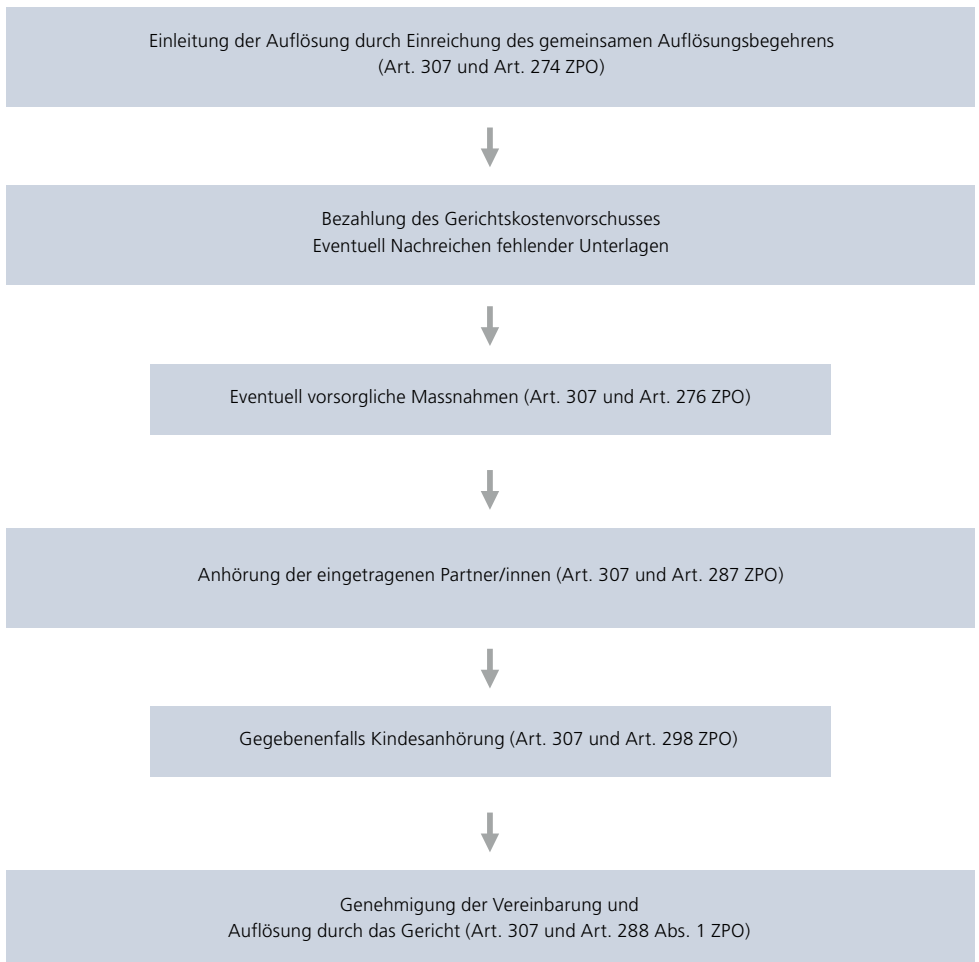 Einleitung der Auflösung durch Einreichung des gemeinsamen Auflösungsbegehrens
(Art. 307 und Art. 274 ZPO)
Bezahlung des Gerichtskostenvorschusses
Eventuell Nachreichen fehlender Unterlagen
Eventuell vorsorgliche Massnahmen (Art. 307 und Art. 276 ZPO)
Anhörung der eingetragenen Partner/innen (Art. 307 und Art. 287 ZPO)
Gegebenenfalls Kindesanhörung (Art. 307 und Art. 298 ZPO)
Genehmigung der Vereinbarung und
Auflösung durch das Gericht (Art. 307 und Art. 288 Abs. 1 ZPO)